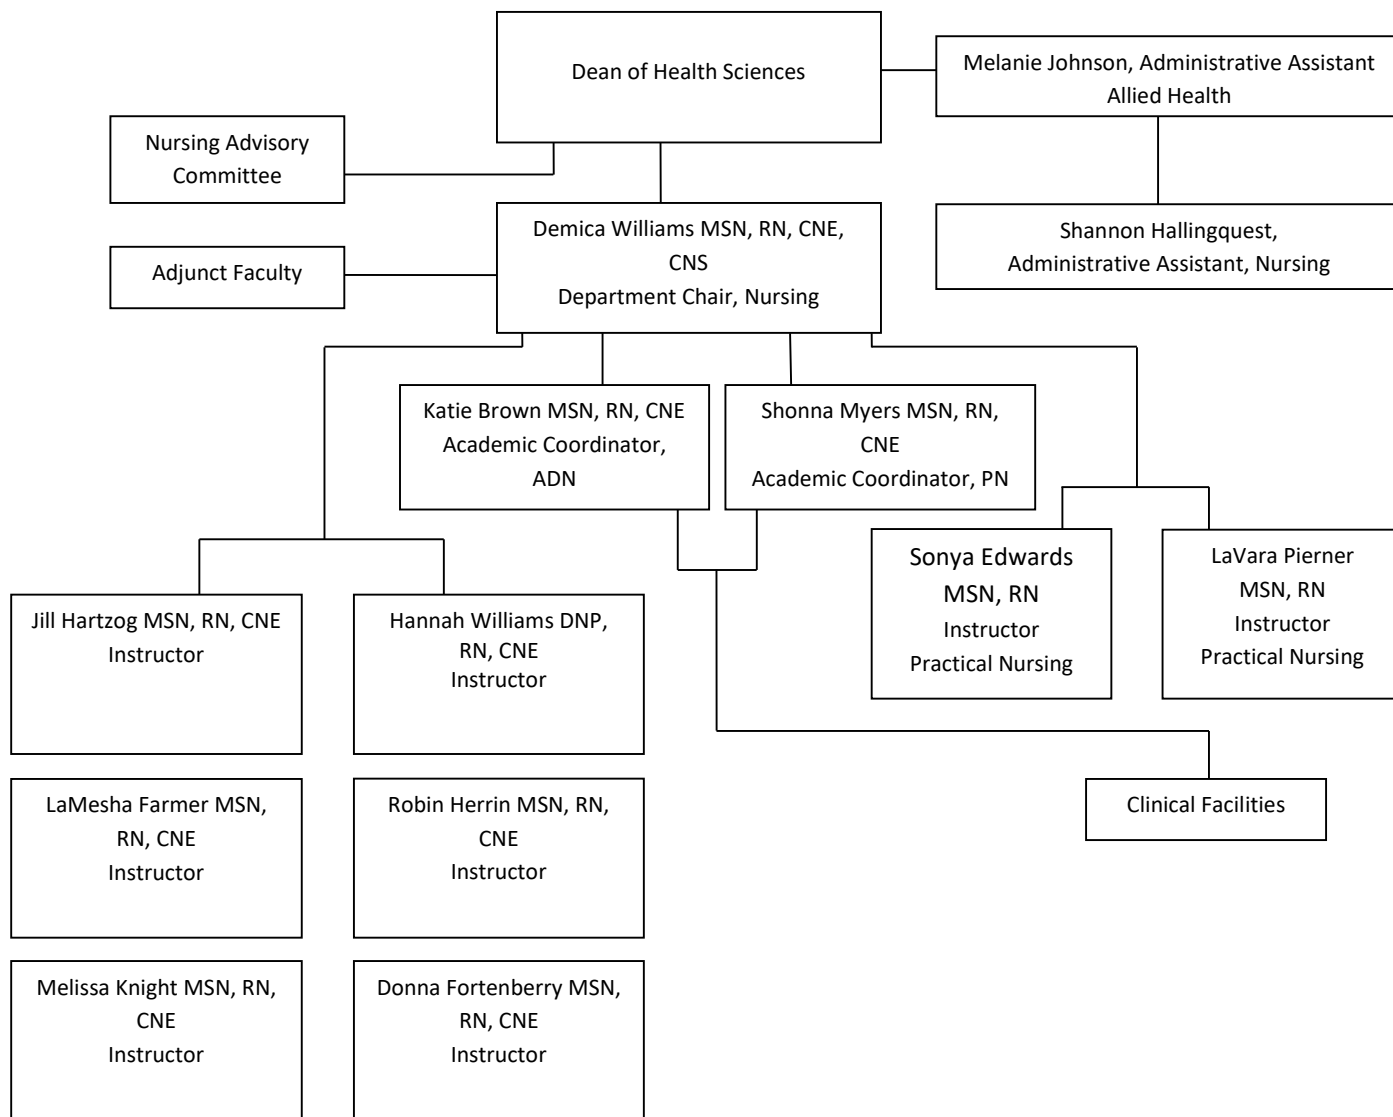 Dean of Health Sciences
Melanie Johnson, Administrative Assistant
Allied Health
Nursing Advisory
Committee
Demica Williams MSN, RN, CNE,
CNS
Department Chair, Nursing
Shannon Hallingquest,
Administrative Assistant, Nursing
Adjunct Faculty
Katie Brown MSN, RN, CNE
Academic Coordinator,
ADN
Shonna Myers MSN, RN,
CNE
Academic Coordinator, PN
Sonya Edwards
MSN, RN
Instructor
Practical Nursing
LaVara Pierner
MSN, RN
Instructor
Practical Nursing
Jill Hartzog MSN, RN, CNE
Instructor
Hannah Williams DNP,
RN, CNE
Instructor
LaMesha Farmer MSN,
RN, CNE
Instructor
Robin Herrin MSN, RN,
CNE
Instructor
Clinical Facilities
Melissa Knight MSN, RN,
CNE
Instructor
Donna Fortenberry MSN,
RN, CNE
Instructor